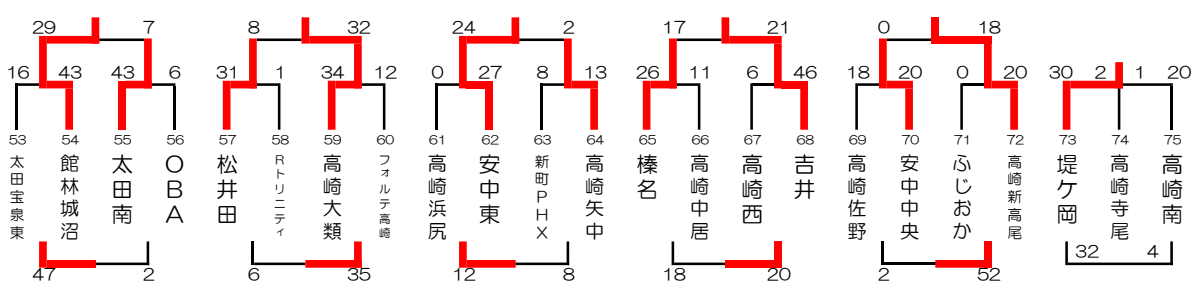 29 7 8 32 24 2 17 21 0 18
16 43 43 6 31 1 34 12 0 27 8 13 26 11 6 46 18 20 0 20 30 2 1 20
53 54 55 56 57 58 59 60 61 62 63 64 65 66 67 68 69 70 71 72 73 74 75
太田宝泉東
館林城沼
太田南
OBA
松井田
Rトリニティ
高崎大類
フォルテ高崎
高崎浜尻
安中東
新町PHX
高崎矢中
榛名
高崎中居
高崎西
吉井
高崎佐野
安中中央
ふじおか
高崎新高尾
堤ケ岡
高崎寺尾
高崎南
32 4
47 2 6 35 12 8 18 20 2 52